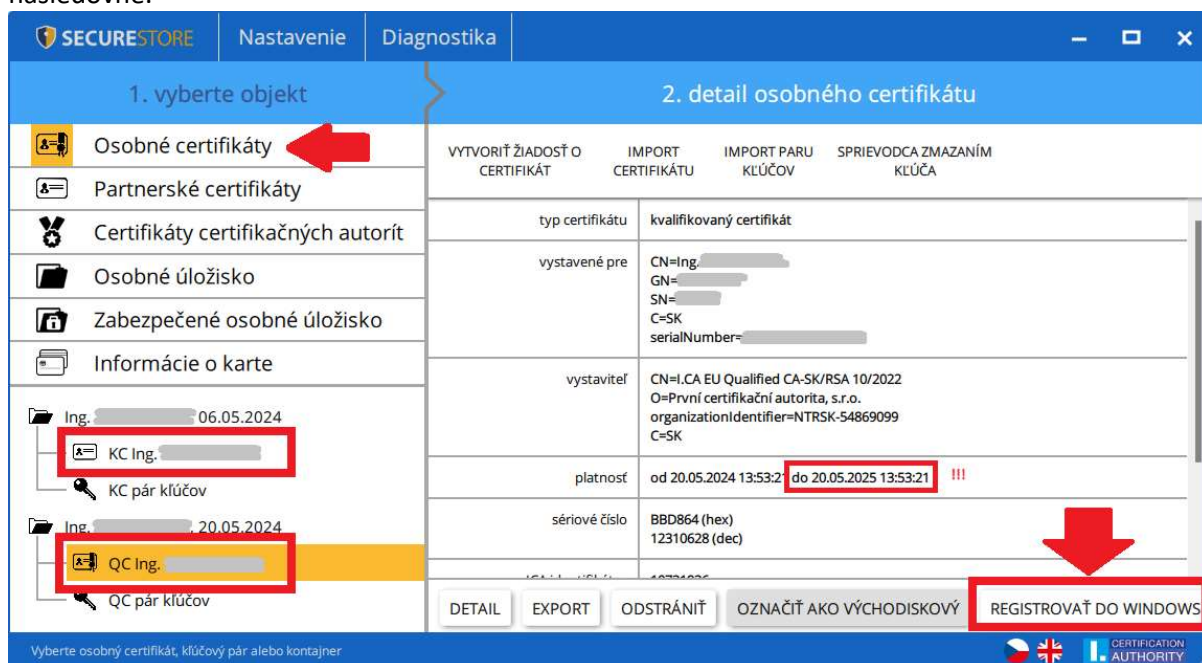 nasledovne:
SECURESTORE Nastavenie Diagnostika
1. vyberte objekt
2. detail osobného certifikátu
Osobné certifikáty
Partnerské certifikáty
Certifikáty certifikačných autorít
Osobné úložisko
Zabezpečené osobné úložisko
Informácie o karte
Ing. 06.05.2024
KC Ing.
KC pár kľúčov
Ing. , 20.05.2024
QC Ing.
QC pár kľúčov
VYTVORIŤ ŽIADOSŤ O CERTIFIKÁT
IMPORT CERTIFIKÁTU
IMPORT PARU KĽÚČOV
SPRIEVODCA ZMAZANÍM KĽÚČA
typ certifikátu kvalifikovaný certifikát
vystavené pre CN=Ing.
GN=
SN=
C=SK
serialNumber=
vystaviteľ CN=I.CA EU Qualified CA-SK/RSA 10/2022
O=První certifikační autorita, s.r.o.
organizationIdentifier=NTRSK-54869099
C=SK
platnosť od 20.05.2024 13:53:21 do 20.05.2025 13:53:21 !!!
sériové číslo BBD864 (hex)
12310628 (dec)
DETAIL EXPORT ODSTRÁNIŤ OZNAČIŤ AKO VÝCHODISKOVÝ REGISTROVAŤ DO WINDOWS
Vyberte osobný certifikát, kľúčový pár alebo kontajner
CERTIFICATION
AUTHORITY